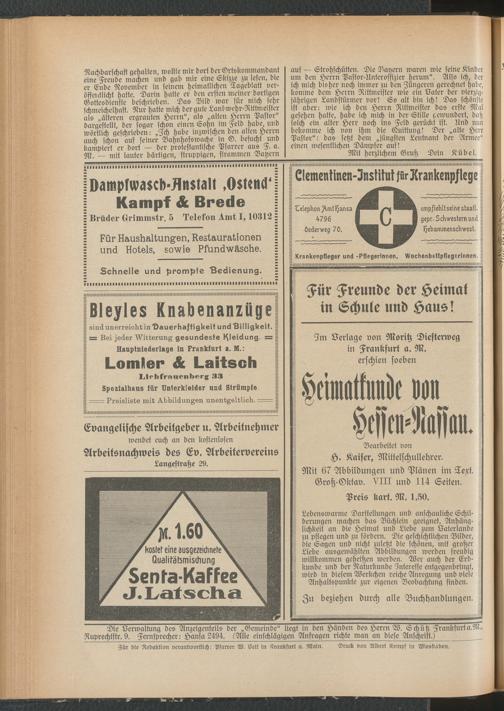 Nachbarschaft gehalten, wollte mir dort der Ortskommandant
eine Freude machen und gab mir eine Skizze zu lesen, die
er Ende November in seinem heimatlichen Tageblatt ver-
öffentlicht hatte. Darin hatte er den ersten meiner dortigen
Gottesdienste beschrieben. Das Bild war für mich sehr
schmeichelhaft. Nur hatte mich der gute Landwehr-Rittmeister
als „älteren ergrauten Herrn“, als „alten Herrn Pastor“
dargestellt, der sogar schon einen Sohn im Feld habe, und
wörtlich geschrieben: „Ich habe inzwischen den alten Herrn
auch schon auf seiner Bahnhofswache in O. besucht und
kampiert er dort — der protestantische Pfarrer aus F. a.
M. — mit lauter bärtigen, struppigen, strammen Bayern
auf — Strohschütten. Die Bayern waren wie seine Kinder
um den Herrn Pastor-Unteroffizier herum“. Also ich, der
ich mich bisher noch immer zu den Jüngeren gerechnet habe,
komme dem Herrn Rittmeister wie ein Vater der vierzig-
jährigen Landstürmer vor! So alt bin ich! Das schönste
ist aber: wie ich den Herrn Rittmeister das erste Mal
gesehen hatte, habe ich mich in der Stille gewundert, daß
solch ein alter Herr noch ins Feld gerückt ist. Und nun
bekomme ich von ihm die Quittung! Der „alte Herr
Pastor“: das setzt dem „jüngsten Leutnant der Armee“
einen wesentlichen Dämpfer auf!
Mit herzlichem Gruß Dein Kübel.
Dampfwasch-Anstalt „Ostend‘
Kampf & Brede
Brüder Grimmstr. 5 Telefon Amt I, 10312
Für Haushaltungen, Restaurationen
und Hotels, sowie Pfundwäsche.
Schnelle und prompte Bedienung.
Bleyles Knabenanzüge
sind unerreicht in Dauerhaftigkeit und Billigkeit.
Bei jeder Witterung gesundeste Kleidung.
Hauptniederlage in Frankfurt a. M.:
Lomler & Laitsch
Liebfrauenberg 33
Spezialhaus für Unterkleider und Strümpfe
Preisliste mit Abbildungen unentgeltlich.
Evangelische Arbeitgeber u. Arbeitnehmer
wendet euch an den kostenlosen
Arbeitsnachweis des Ev. Arbeitervereins
Langestraße 29.
M. 1.60
kostet eine ausgezeichnete
Qualitätsmischung
Senta-Kaffee
J. Latscha
Clementinen-Institut für Krankenpflege
Telephon Amt Hansa
4796
Oederweg 70.
C
empfiehlt seine staatl.
gepr. Schwestern und
Hebammenschwest.
Krankenpfleger und -Pflegerinnen. Wochenbettpflegerinnen.
Für Freunde der Heimat
in Schule und Haus!
Im Verlage von Moritz Diesterweg
in Frankfurt a. M.
erschien soeben
Heimatkunde von
Hessen-Nassau.
Bearbeitet von
H. Kaiser, Mittelschullehrer.
Mit 67 Abbildungen und Plänen im Text.
Groß-Oktav. VIII und 114 Seiten.
Preis kart. M. 1,50.
Lebenswarme Darstellungen und anschauliche Schil-
derungen machen das Büchlein geeignet, Anhäng-
lichkeit an die Heimat und Liebe zum Vaterlande
zu pflegen und zu fördern. Die geschichtlichen Bilder,
die Sagen und nicht zuletzt die schönen, mit großer
Liebe ausgewählten Abbildungen werden freudig
willkommen geheißen werden. Wer auch der Erd-
kunde und der Naturkunde Interesse entgegenbringt,
wird in diesem Werkchen reiche Anregung und viele
Anhaltspunkte zur eigenen Beobachtung finden.
Zu beziehen durch alle Buchhandlungen.
Die Verwaltung des Anzeigenteils der „Gemeinde“ liegt in den Händen des Herrn W. Schütz Frankfurt a. M.,
Ruprechtstr. 9. Fernsprecher: Hansa 2494. (Alle einschlägigen Anfragen richte man an diese Anschrift.)
Für die Redaktion verantwortlich: Pfarrer W. Veit in Frankfurt a. Main. Druck von Albert Kempf in Wiesbaden.